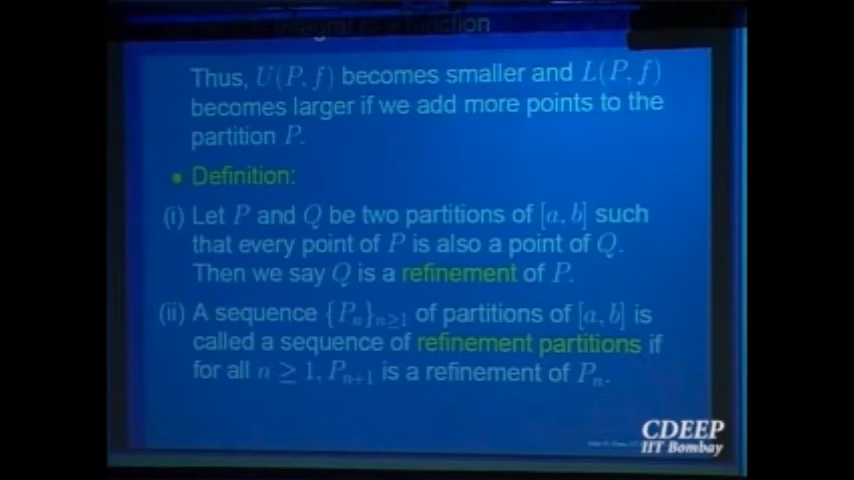 Integral of a function
Thus, U(P, f) becomes smaller and L(P, f)
becomes larger if we add more points to the
partition P.
• Definition:
(i) Let P and Q be two partitions of [a, b] such
that every point of P is also a point of Q.
Then we say Q is a refinement of P.
(ii) A sequence {P_n}_{n≥1} of partitions of [a, b] is
called a sequence of refinement partitions if
for all n ≥ 1, P_{n+1} is a refinement of P_n.
CDEEP
IIT Bombay